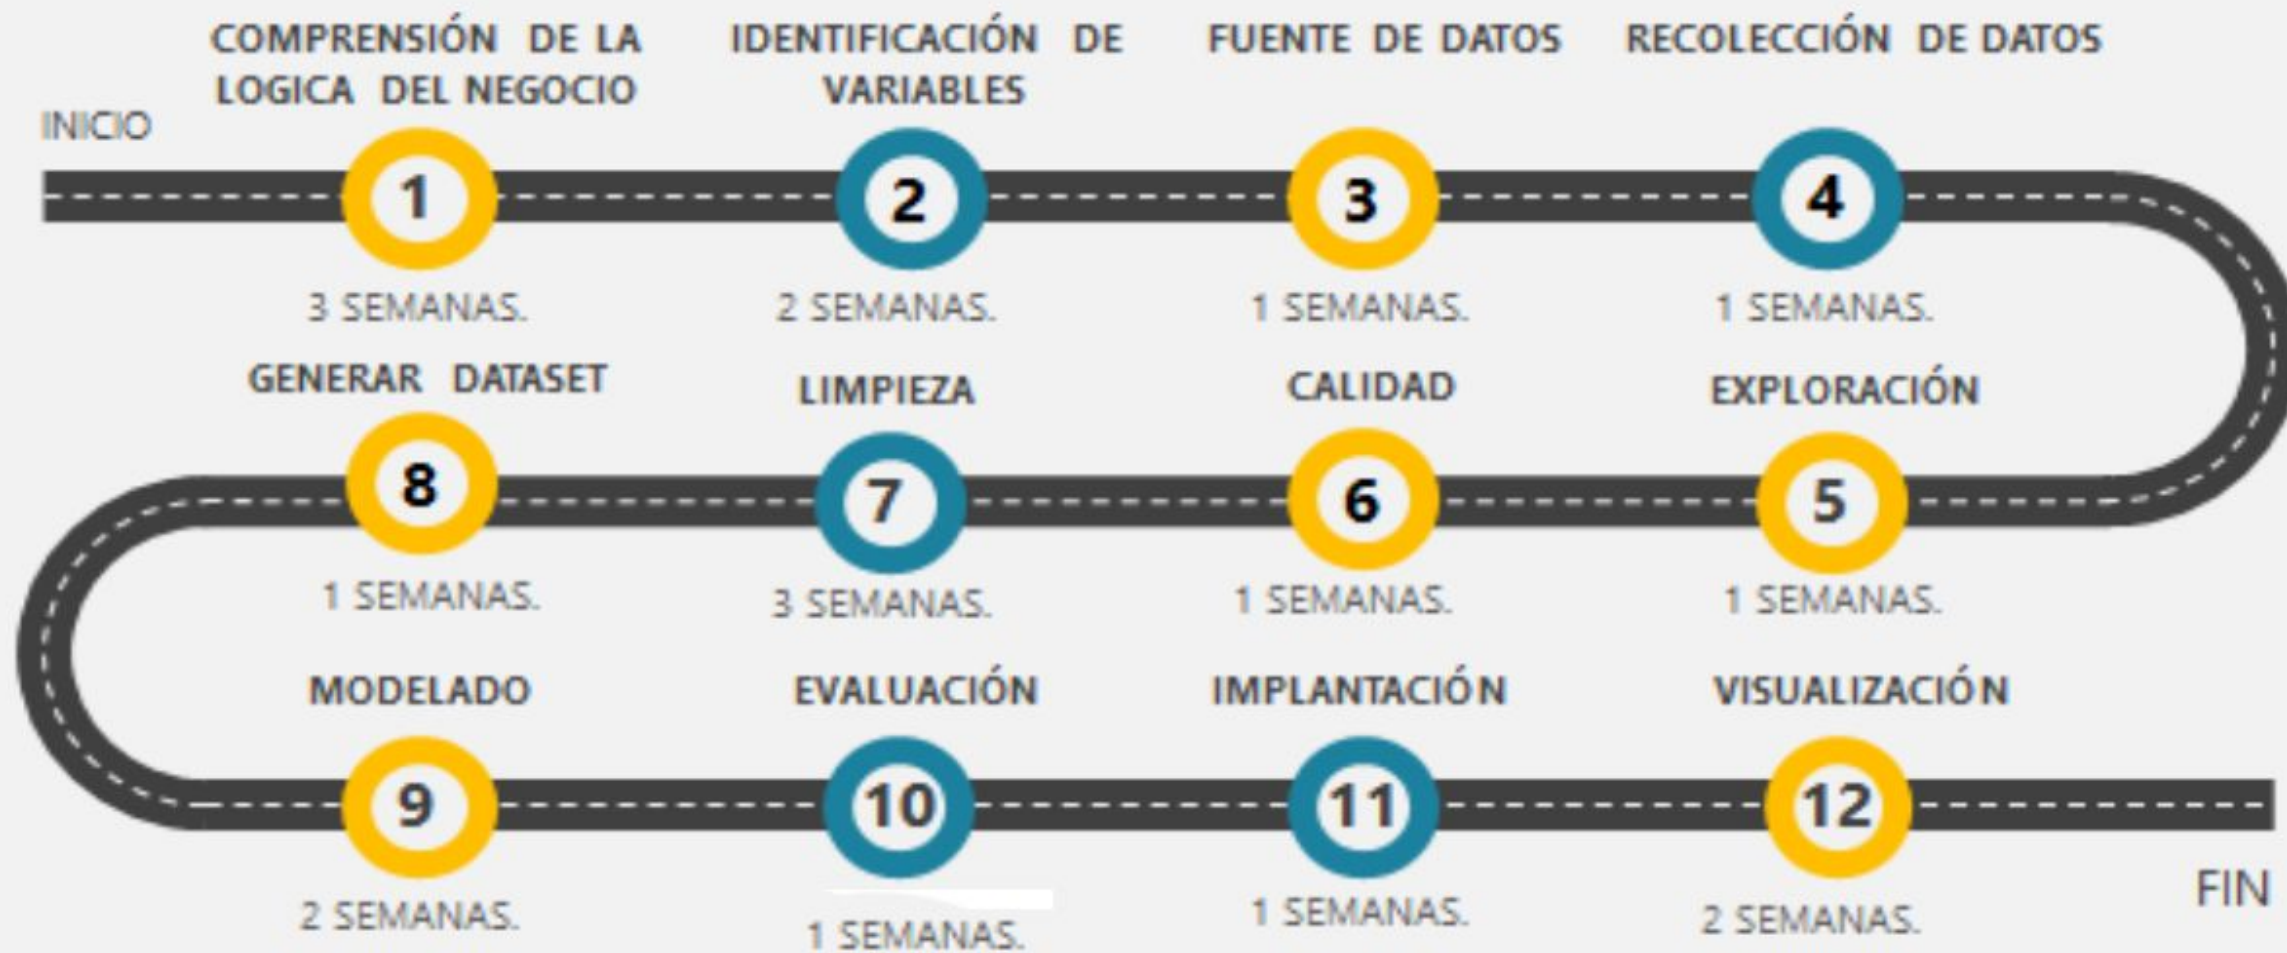 COMPRENSIÓN DE LA
LOGICA DEL NEGOCIO
IDENTIFICACIÓN DE
VARIABLES
FUENTE DE DATOS
RECOLECCIÓN DE DATOS
INICIO
1
2
3
4
3 SEMANAS.
2 SEMANAS.
1 SEMANAS.
1 SEMANAS.
GENERAR DATASET
LIMPIEZA
CALIDAD
EXPLORACIÓN
8
7
6
5
1 SEMANAS.
3 SEMANAS.
1 SEMANAS.
1 SEMANAS.
MODELADO
EVALUACIÓN
IMPLANTACIÓN
VISUALIZACIÓN
9
10
11
12
FIN
2 SEMANAS.
1 SEMANAS.
1 SEMANAS.
2 SEMANAS.